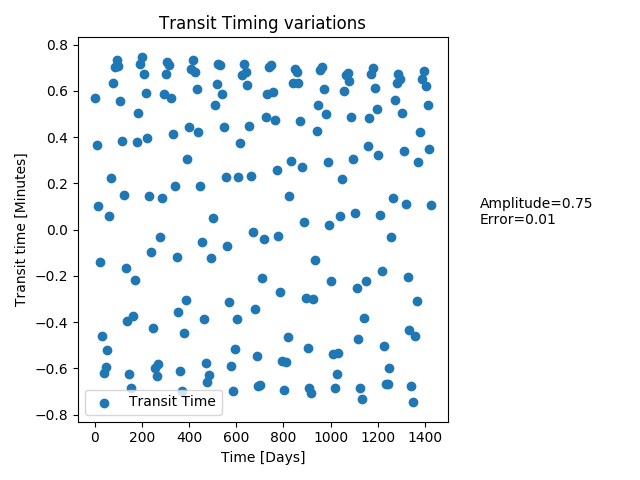 Transit Timing variations
0.8
0.6
0.4
0.2
0.0
−0.2
−0.4
−0.6
−0.8
Transit time [Minutes]
Amplitude=0.75
Error=0.01
Transit Time
0 200 400 600 800 1000 1200 1400
Time [Days]